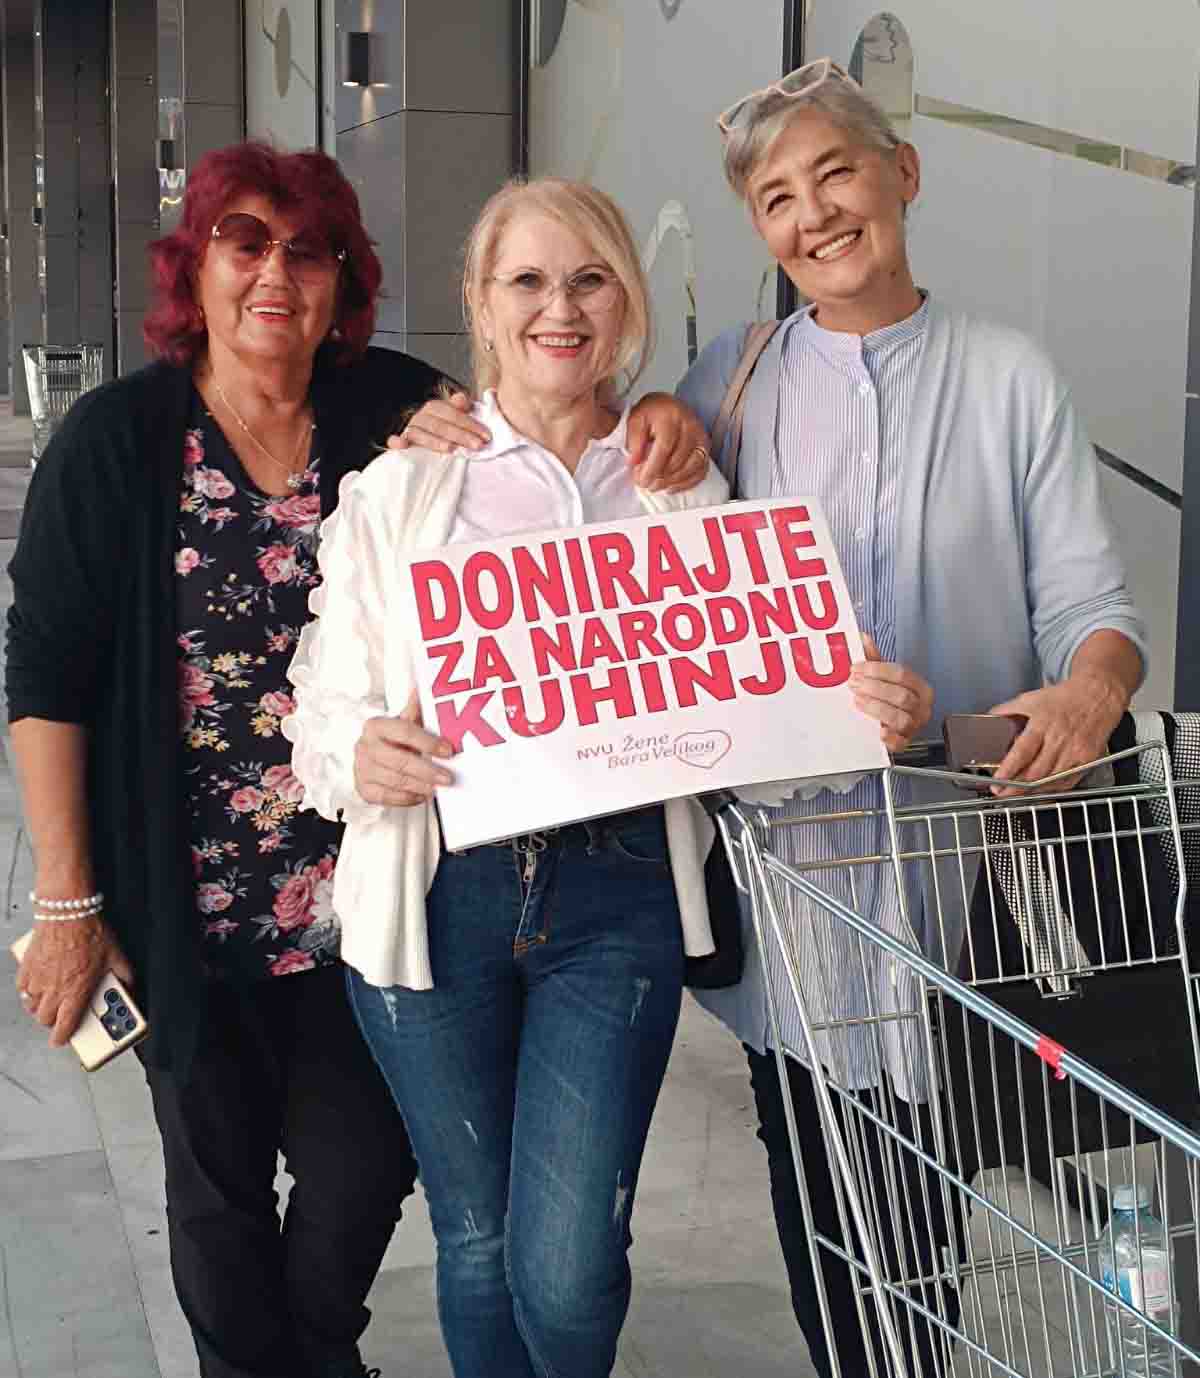 DONIRAJTE
ZA NARODNU
KUHINJU
NVU Žene
Bara Velikog